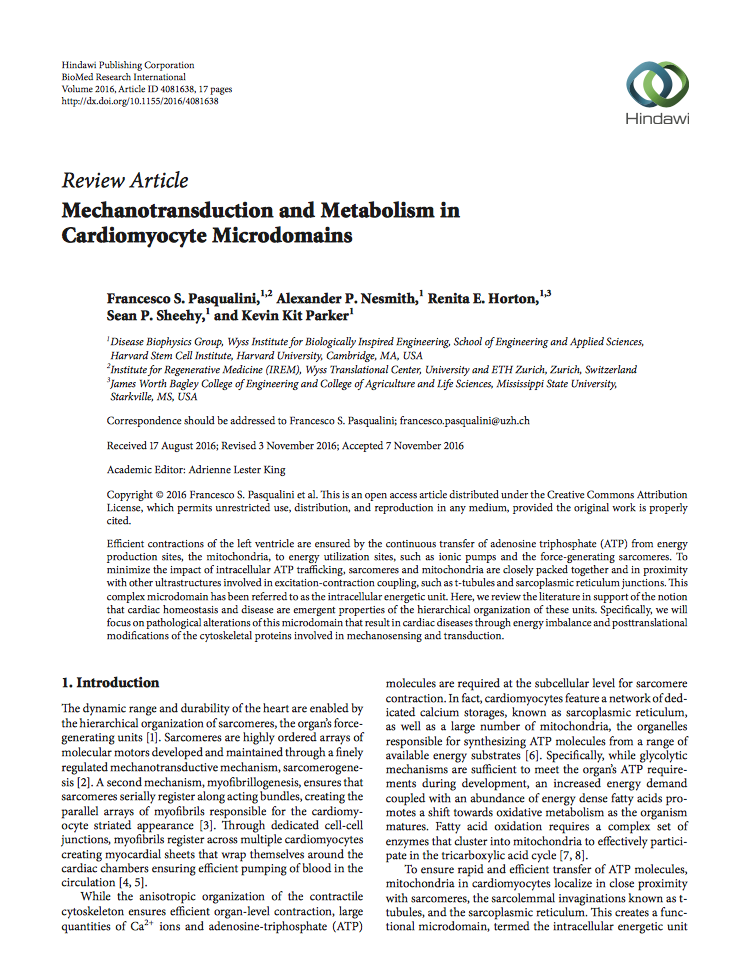 Hindawi Publishing Corporation
BioMed Research International
Volume 2016, Article ID 4081638, 17 pages
http://dx.doi.org/10.1155/2016/4081638
Hindawi
Review Article
Mechanotransduction and Metabolism in
Cardiomyocyte Microdomains
Francesco S. Pasqualini,1,2 Alexander P. Nesmith,1 Renita E. Horton,1,3
Sean P. Sheehy,1 and Kevin Kit Parker1
1Disease Biophysics Group, Wyss Institute for Biologically Inspired Engineering, School of Engineering and Applied Sciences,
Harvard Stem Cell Institute, Harvard University, Cambridge, MA, USA
2Institute for Regenerative Medicine (IREM), Wyss Translational Center, University and ETH Zurich, Zurich, Switzerland
3James Worth Bagley College of Engineering and College of Agriculture and Life Sciences, Mississippi State University,
Starkville, MS, USA
Correspondence should be addressed to Francesco S. Pasqualini; francesco.pasqualini@uzh.ch
Received 17 August 2016; Revised 3 November 2016; Accepted 7 November 2016
Academic Editor: Adrienne Lester King
Copyright © 2016 Francesco S. Pasqualini et al. This is an open access article distributed under the Creative Commons Attribution
License, which permits unrestricted use, distribution, and reproduction in any medium, provided the original work is properly
cited.
Efficient contractions of the left ventricle are ensured by the continuous transfer of adenosine triphosphate (ATP) from energy
production sites, the mitochondria, to energy utilization sites, such as ionic pumps and the force-generating sarcomeres. To
minimize the impact of intracellular ATP trafficking, sarcomeres and mitochondria are closely packed together and in proximity
with other ultrastructures involved in excitation-contraction coupling, such as t-tubules and sarcoplasmic reticulum junctions. This
complex microdomain has been referred to as the intracellular energetic unit. Here, we review the literature in support of the notion
that cardiac homeostasis and disease are emergent properties of the hierarchical organization of these units. Specifically, we will
focus on pathological alterations of this microdomain that result in cardiac diseases through energy imbalance and posttranslational
modifications of the cytoskeletal proteins involved in mechanosensing and transduction.
1. Introduction
The dynamic range and durability of the heart are enabled by
the hierarchical organization of sarcomeres, the organ's force-
generating units [1]. Sarcomeres are highly ordered arrays of
molecular motors developed and maintained through a finely
regulated mechanotransductive mechanism, sarcomerogene-
sis [2]. A second mechanism, myofibrillogenesis, ensures that
sarcomeres serially register along acting bundles, creating the
parallel arrays of myofibrils responsible for the cardiomy-
ocyte striated appearance [3]. Through dedicated cell-cell
junctions, myofibrils register across multiple cardiomyocytes
creating myocardial sheets that wrap themselves around the
cardiac chambers ensuring efficient pumping of blood in the
circulation [4, 5].
While the anisotropic organization of the contractile
cytoskeleton ensures efficient organ-level contraction, large
quantities of Ca2+ ions and adenosine-triphosphate (ATP)
molecules are required at the subcellular level for sarcomere
contraction. In fact, cardiomyocytes feature a network of ded-
icated calcium storages, known as sarcoplasmic reticulum,
as well as a large number of mitochondria, the organelles
responsible for synthesizing ATP molecules from a range of
available energy substrates [6]. Specifically, while glycolytic
mechanisms are sufficient to meet the organ's ATP require-
ments during development, an increased energy demand
coupled with an abundance of energy dense fatty acids pro-
motes a shift towards oxidative metabolism as the organism
matures. Fatty acid oxidation requires a complex set of
enzymes that cluster into mitochondria to effectively partici-
pate in the tricarboxylic acid cycle [7, 8].
To ensure rapid and efficient transfer of ATP molecules,
mitochondria in cardiomyocytes localize in close proximity
with sarcomeres, the sarcolemmal invaginations known as t-
tubules, and the sarcoplasmic reticulum. This creates a func-
tional microdomain, termed the intracellular energetic unit